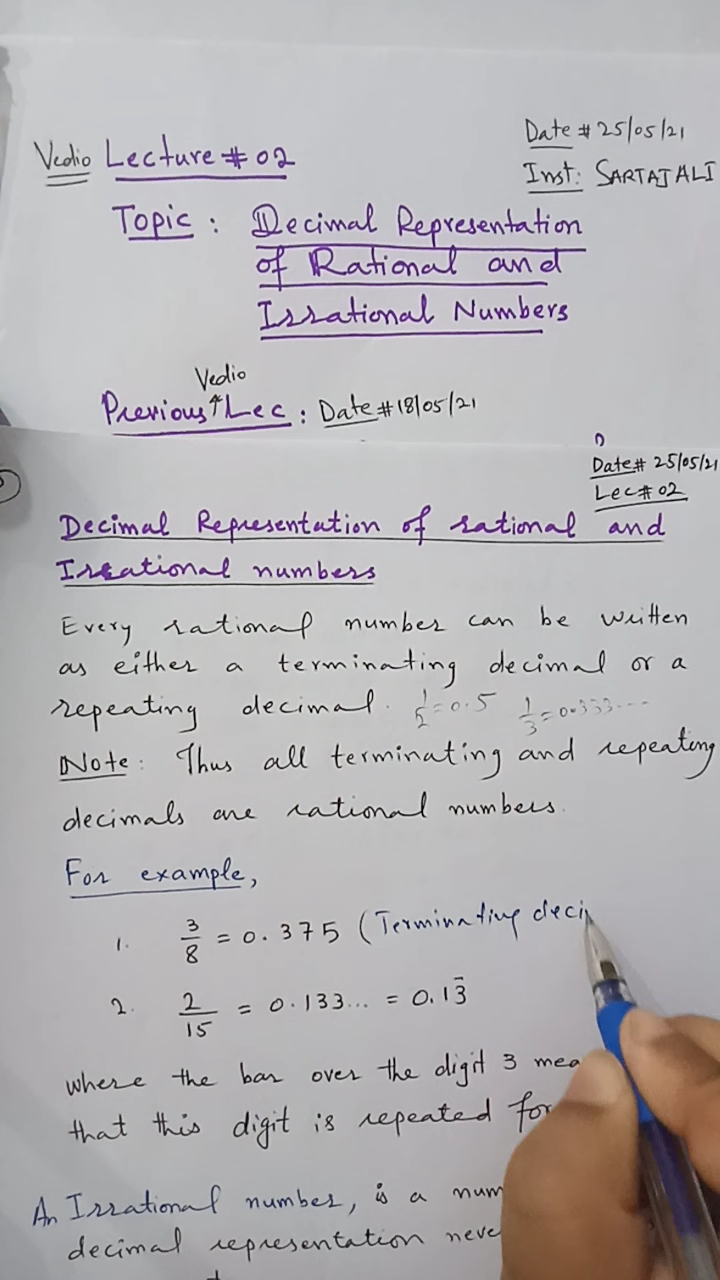 Vedio Lecture # 02
Date # 25/05/21
Inst: SARTAJ ALI
Topic: Decimal Representation
of Rational and
Irrational Numbers
Vedio
Previous Lec: Date # 18/05/21
Date# 25/05/21
Lec# 02
Decimal Representation of rational and
Irrational numbers
Every rational number can be written
as either a terminating decimal or a
repeating decimal. 1/2 = 0.5 1/3 = 0.333...
Note: Thus all terminating and repeating
decimals are rational numbers.
For example,
1. 3/8 = 0.375 (Terminating deci
2. 2/15 = 0.133... = 0.13̄
where the bar over the digit 3 mea
that this digit is repeated for
An Irrational number, is a num
decimal representation neve